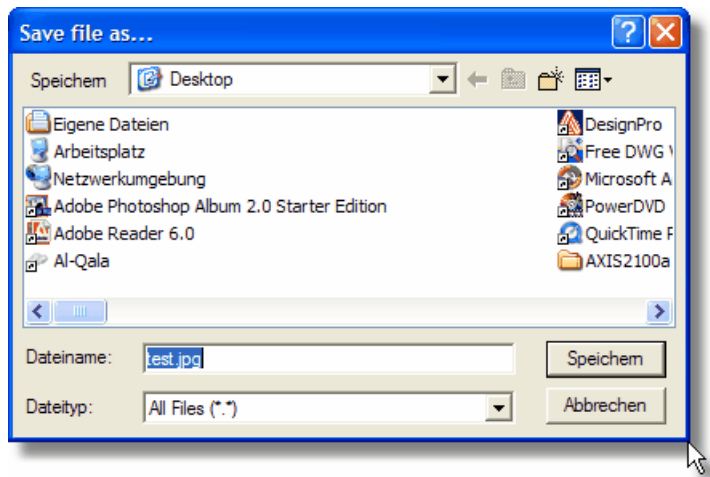 Save file as...
Speichern
Desktop
Eigene Dateien
Arbeitsplatz
Netzwerkumgebung
Adobe Photoshop Album 2.0 Starter Edition
Adobe Reader 6.0
Al-Qala
DesignPro
Free DWG V
Microsoft A
PowerDVD
QuickTime P
AXIS2100a
Dateiname:
test.jpg
Speichern
Dateityp:
All Files (*.*)
Abbrechen